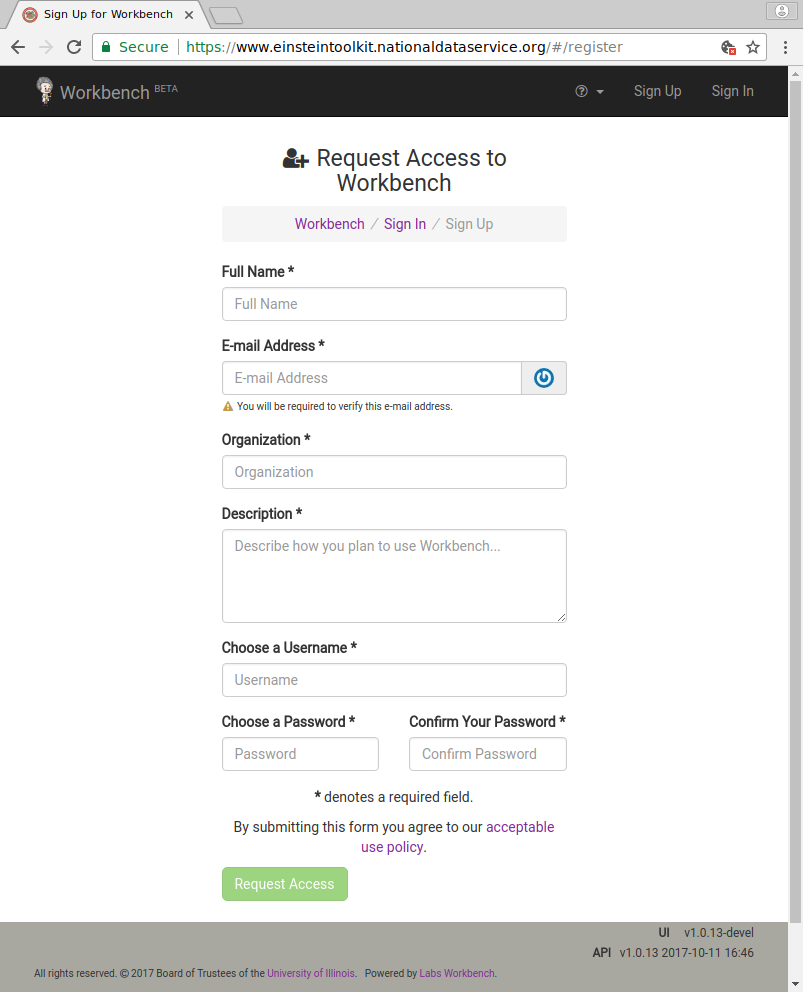 Sign Up for Workbench
Secure https://www.einsteintoolkit.nationaldataservice.org/#/register
Workbench BETA Sign Up Sign In
Request Access to
Workbench
Workbench / Sign In / Sign Up
Full Name *
Full Name
E-mail Address *
E-mail Address
You will be required to verify this e-mail address.
Organization *
Organization
Description *
Describe how you plan to use Workbench...
Choose a Username *
Username
Choose a Password * Confirm Your Password *
Password Confirm Password
* denotes a required field.
By submitting this form you agree to our acceptable
use policy.
Request Access
UI v1.0.13-devel
API v1.0.13 2017-10-11 16:46
All rights reserved. © 2017 Board of Trustees of the University of Illinois. Powered by Labs Workbench.